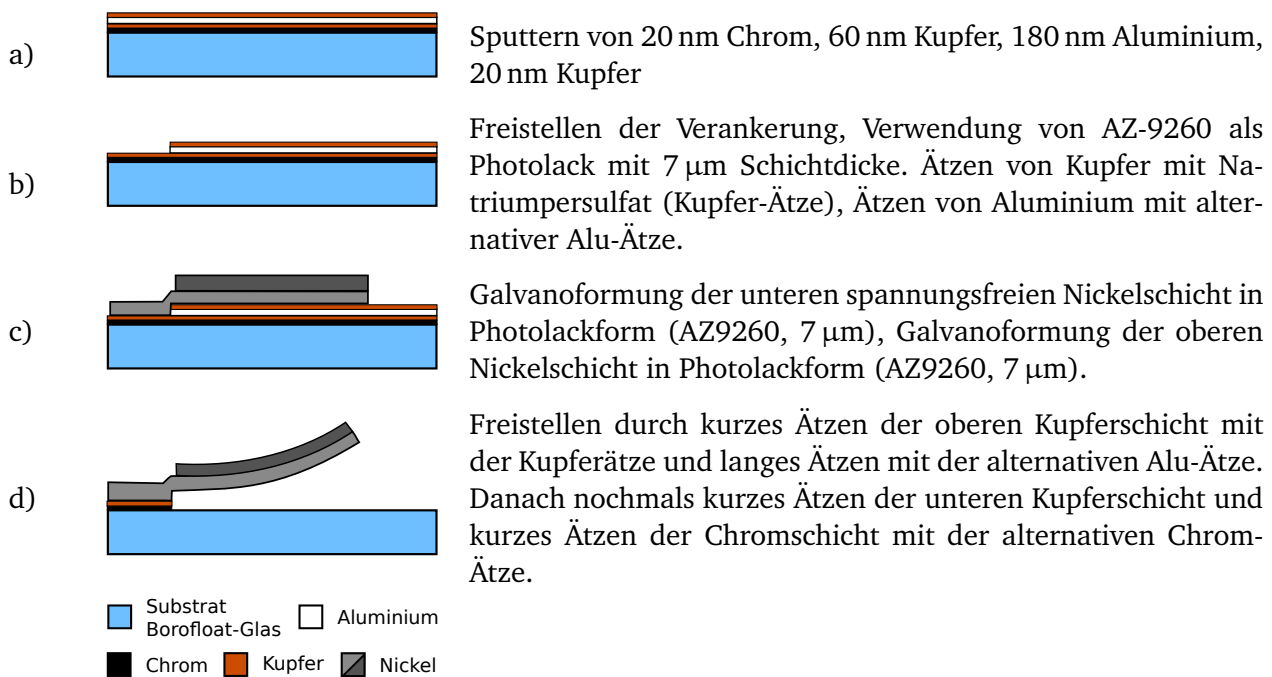 a)
Sputtern von 20 nm Chrom, 60 nm Kupfer, 180 nm Aluminium,
20 nm Kupfer
b)
Freistellen der Verankerung, Verwendung von AZ-9260 als
Photolack mit 7 μm Schichtdicke. Ätzen von Kupfer mit Na-
triumpersulfat (Kupfer-Ätze), Ätzen von Aluminium mit alter-
nativer Alu-Ätze.
c)
Galvanoformung der unteren spannungsfreien Nickelschicht in
Photolackform (AZ9260, 7 μm), Galvanoformung der oberen
Nickelschicht in Photolackform (AZ9260, 7 μm).
d)
Freistellen durch kurzes Ätzen der oberen Kupferschicht mit
der Kupferätze und langes Ätzen mit der alternativen Alu-Ätze.
Danach nochmals kurzes Ätzen der unteren Kupferschicht und
kurzes Ätzen der Chromschicht mit der alternativen Chrom-
Ätze.
Substrat
Borofloat-Glas
Aluminium
Chrom
Kupfer
Nickel